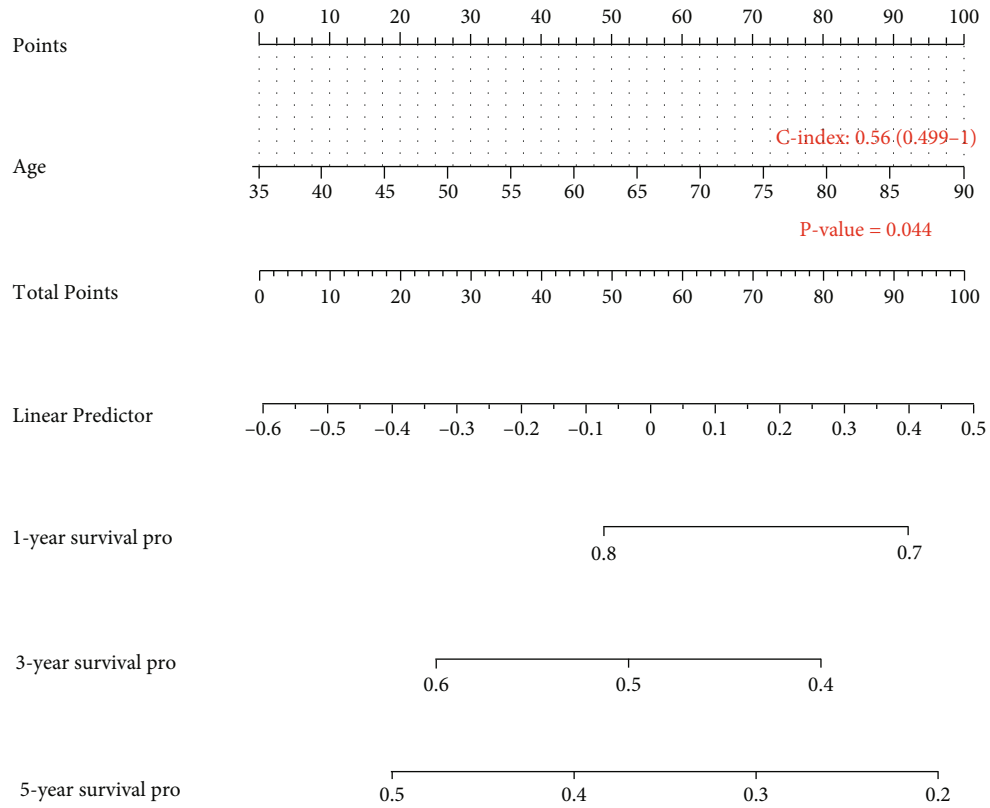 0 10 20 30 40 50 60 70 80 90 100
Points
C-index: 0.56 (0.499–1)
Age
35 40 45 50 55 60 65 70 75 80 85 90
P-value = 0.044
Total Points
0 10 20 30 40 50 60 70 80 90 100
Linear Predictor
–0.6 –0.5 –0.4 –0.3 –0.2 –0.1 0 0.1 0.2 0.3 0.4 0.5
1-year survival pro
0.8 0.7
3-year survival pro
0.6 0.5 0.4
5-year survival pro
0.5 0.4 0.3 0.2